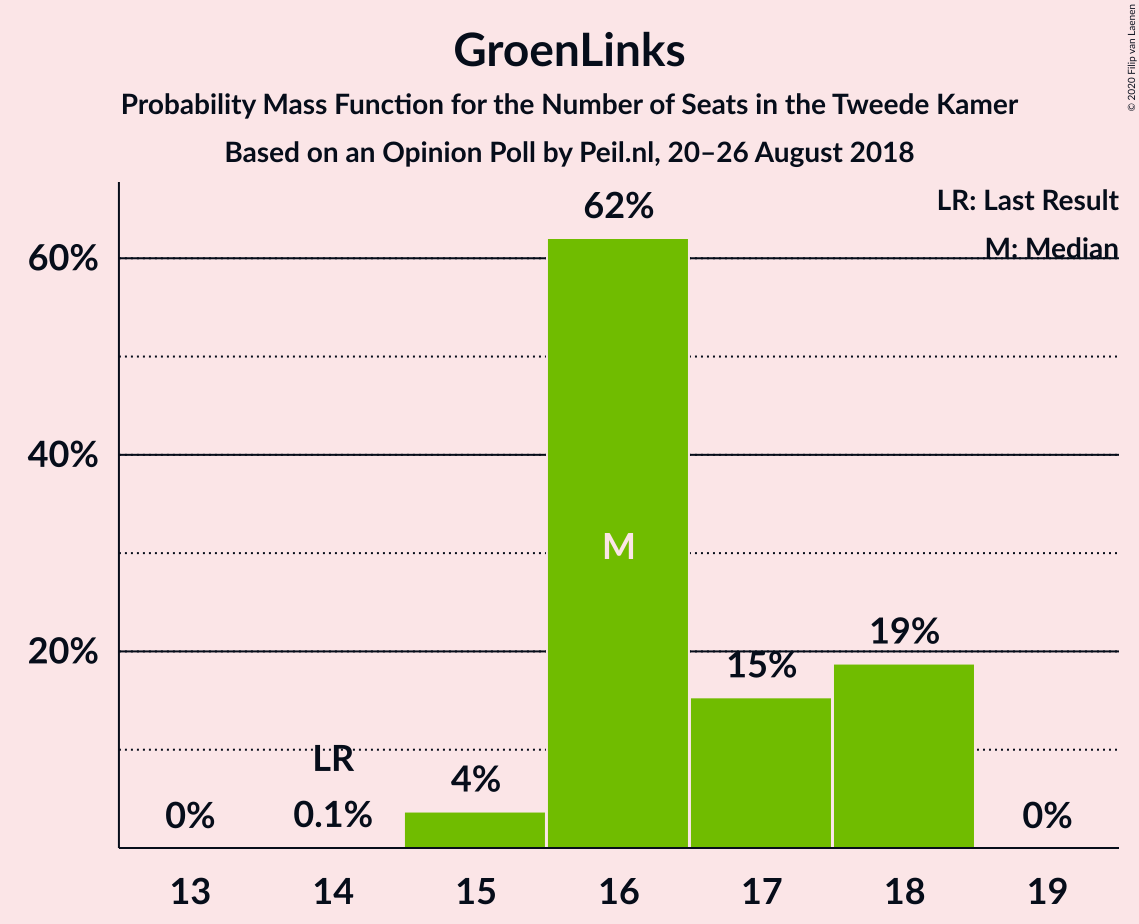 GroenLinks
Probability Mass Function for the Number of Seats in the Tweede Kamer
Based on an Opinion Poll by Peil.nl, 20–26 August 2018
© 2020 Filip van Laenen
LR: Last Result
M: Median
60%
40%
20%
0%
LR
0.1%
4%
62%
M
15%
19%
0%
13 14 15 16 17 18 19